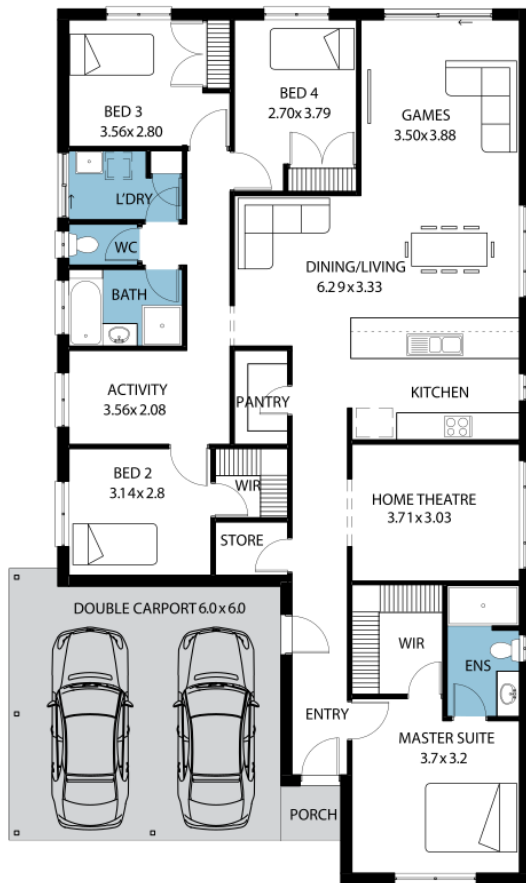 BED 3
3.56 x 2.80
BED 4
2.70 x 3.79
GAMES
3.50 x 3.88
L'DRY
WC
BATH
DINING/LIVING
6.29 x 3.33
ACTIVITY
3.56 x 2.08
PANTRY
KITCHEN
BED 2
3.14 x 2.8
WIR
STORE
HOME THEATRE
3.71 x 3.03
DOUBLE CARPORT 6.0 x 6.0
WIR
ENS
ENTRY
MASTER SUITE
3.7 x 3.2
PORCH